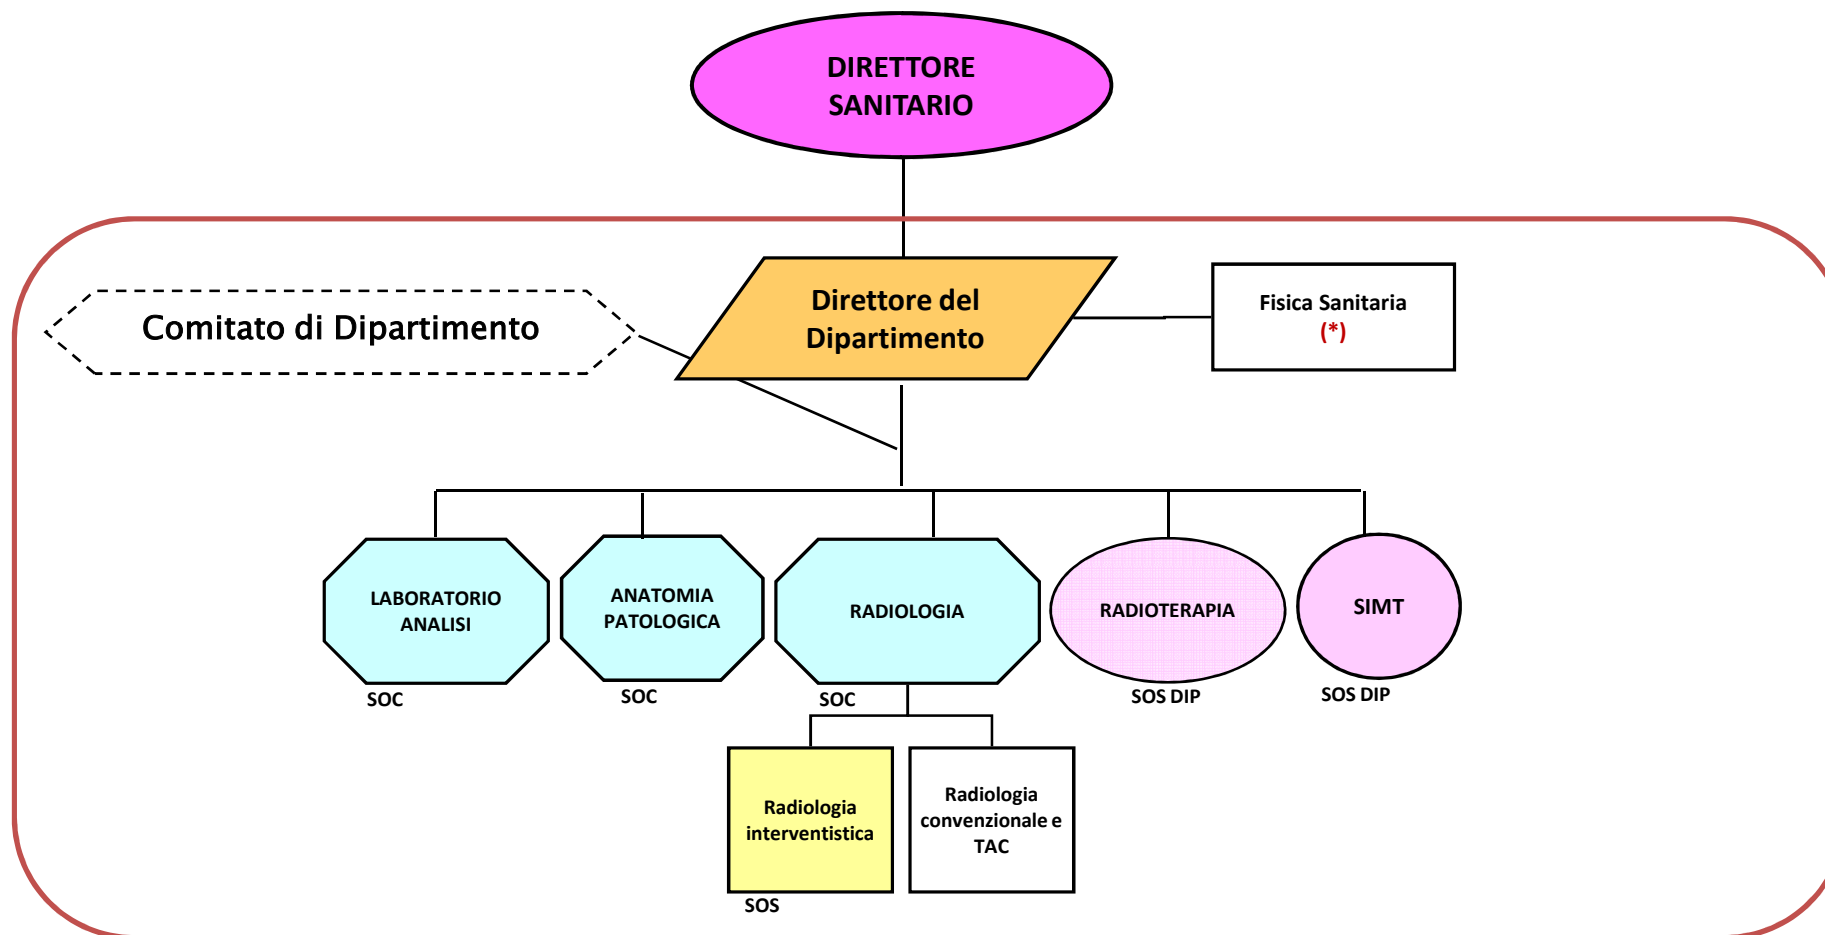 DIRETTORE
SANITARIO
Comitato di Dipartimento
Direttore del
Dipartimento
Fisica Sanitaria
(*)
LABORATORIO
ANALISI
SOC
ANATOMIA
PATOLOGICA
SOC
RADIOLOGIA
SOC
RADIOTERAPIA
SOS DIP
SIMT
SOS DIP
Radiologia
interventistica
SOS
Radiologia
convenzionale e
TAC